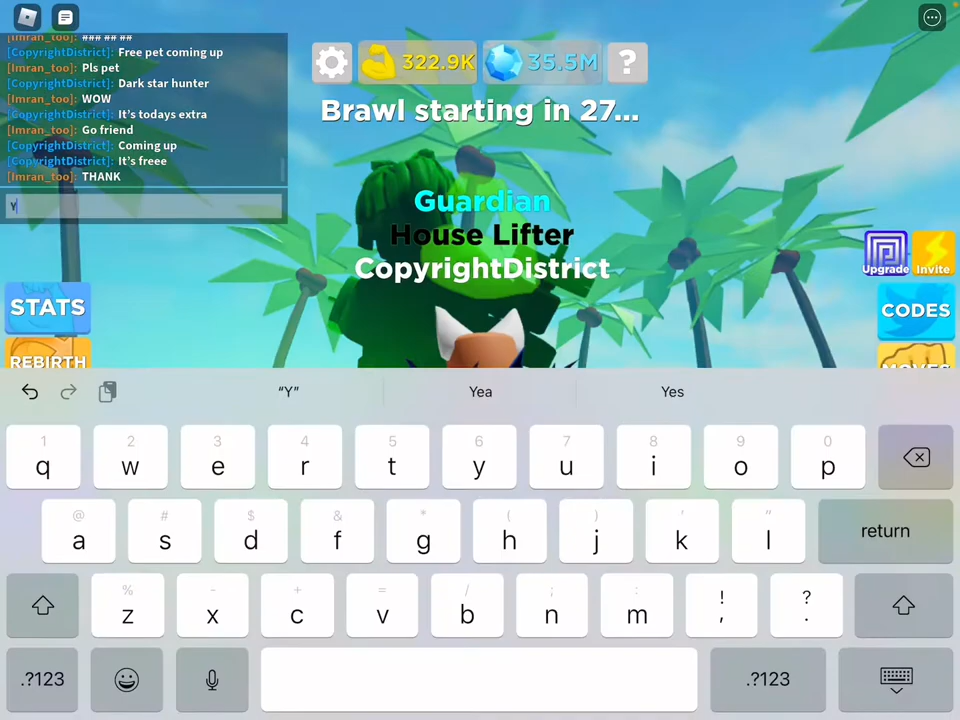 [Imran_too]: ### ## ##
[CopyrightDistrict]: Free pet coming up
[Imran_too]: Pls pet
[CopyrightDistrict]: Dark star hunter
[Imran_too]: WOW
[CopyrightDistrict]: It's todays extra
[Imran_too]: Go friend
[CopyrightDistrict]: Coming up
[CopyrightDistrict]: It's freee
[Imran_too]: THANK
Y
322.9K 35.5M ?
Brawl starting in 27...
Guardian
House Lifter
CopyrightDistrict
Upgrade Invite
STATS CODES
REBIRTH MOVES
“Y” Yea Yes
1 2 3 4 5 6 7 8 9 0
q w e r t y u i o p
@ # $ & * ( ) ' "
a s d f g h j k l return
% - + = / ; : ! ?
z x c v b n m , .
.?123 .?123